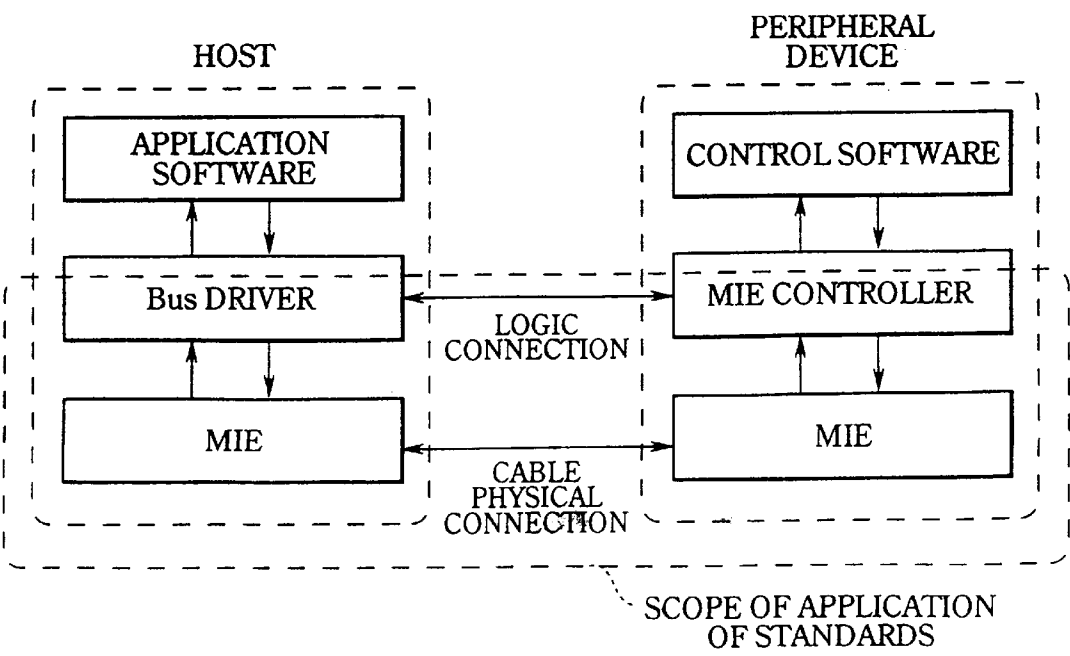 HOST
PERIPHERAL
DEVICE
APPLICATION
SOFTWARE
CONTROL SOFTWARE
Bus DRIVER
MIE CONTROLLER
LOGIC
CONNECTION
MIE
MIE
CABLE
PHYSICAL
CONNECTION
SCOPE OF APPLICATION
OF STANDARDS